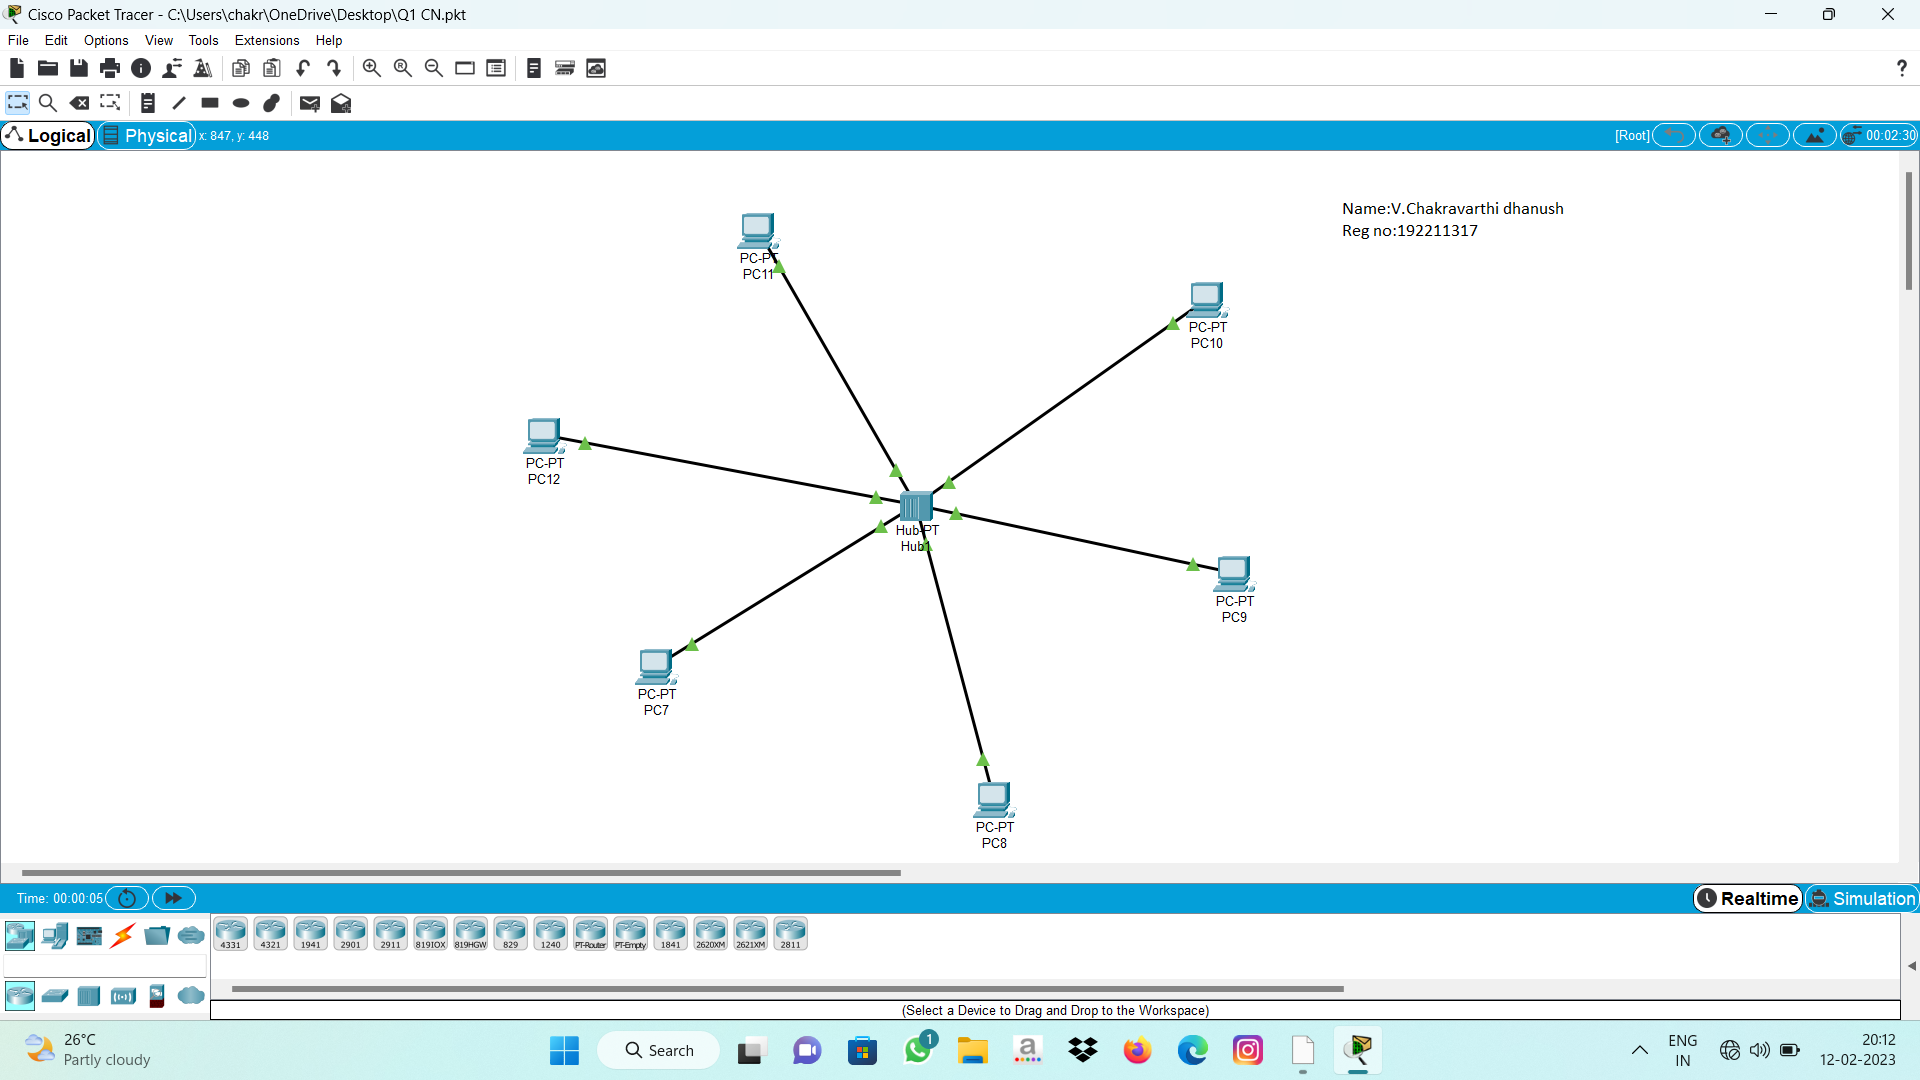 Cisco Packet Tracer - C:\Users\chakr\OneDrive\Desktop\Q1 CN.pkt
File Edit Options View Tools Extensions Help
?
Logical Physical x: 847, y: 448 [Root] 00:02:30
Name:V.Chakravarthi dhanush
Reg no:192211317
PC-PT
PC11
PC-PT
PC10
PC-PT
PC12
Hub-PT
Hub1
PC-PT
PC9
PC-PT
PC7
PC-PT
PC8
Time: 00:00:05 Realtime Simulation
4331 4321 1941 2901 2911 819IOX 819HGW 829 1240 PT-Router PT-Empty 1841 2620XM 2621XM 2811
(Select a Device to Drag and Drop to the Workspace)
26°C
Partly cloudy
Search
1
a
ENG
IN
20:12
12-02-2023